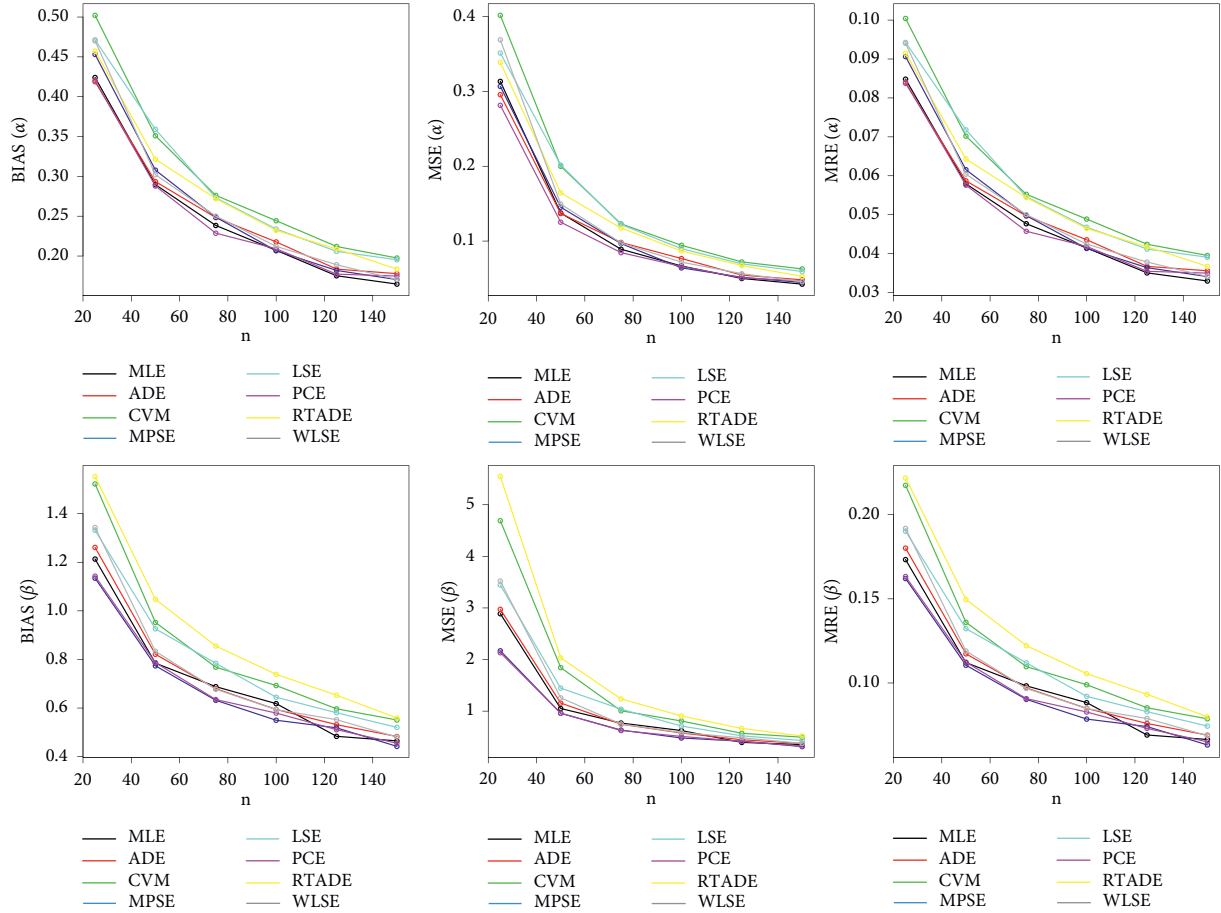 BIAS (α)
0.50
0.45
0.40
0.35
0.30
0.25
0.20
20 40 60 80 100 120 140
n
MLE LSE
ADE PCE
CVM RTADE
MPSE WLSE
MSE (α)
0.4
0.3
0.2
0.1
20 40 60 80 100 120 140
n
MLE LSE
ADE PCE
CVM RTADE
MPSE WLSE
MRE (α)
0.10
0.09
0.08
0.07
0.06
0.05
0.04
0.03
20 40 60 80 100 120 140
n
MLE LSE
ADE PCE
CVM RTADE
MPSE WLSE
BIAS (β)
1.4
1.2
1.0
0.8
0.6
0.4
20 40 60 80 100 120 140
n
MLE LSE
ADE PCE
CVM RTADE
MPSE WLSE
MSE (β)
5
4
3
2
1
20 40 60 80 100 120 140
n
MLE LSE
ADE PCE
CVM RTADE
MPSE WLSE
MRE (β)
0.20
0.15
0.10
20 40 60 80 100 120 140
n
MLE LSE
ADE PCE
CVM RTADE
MPSE WLSE